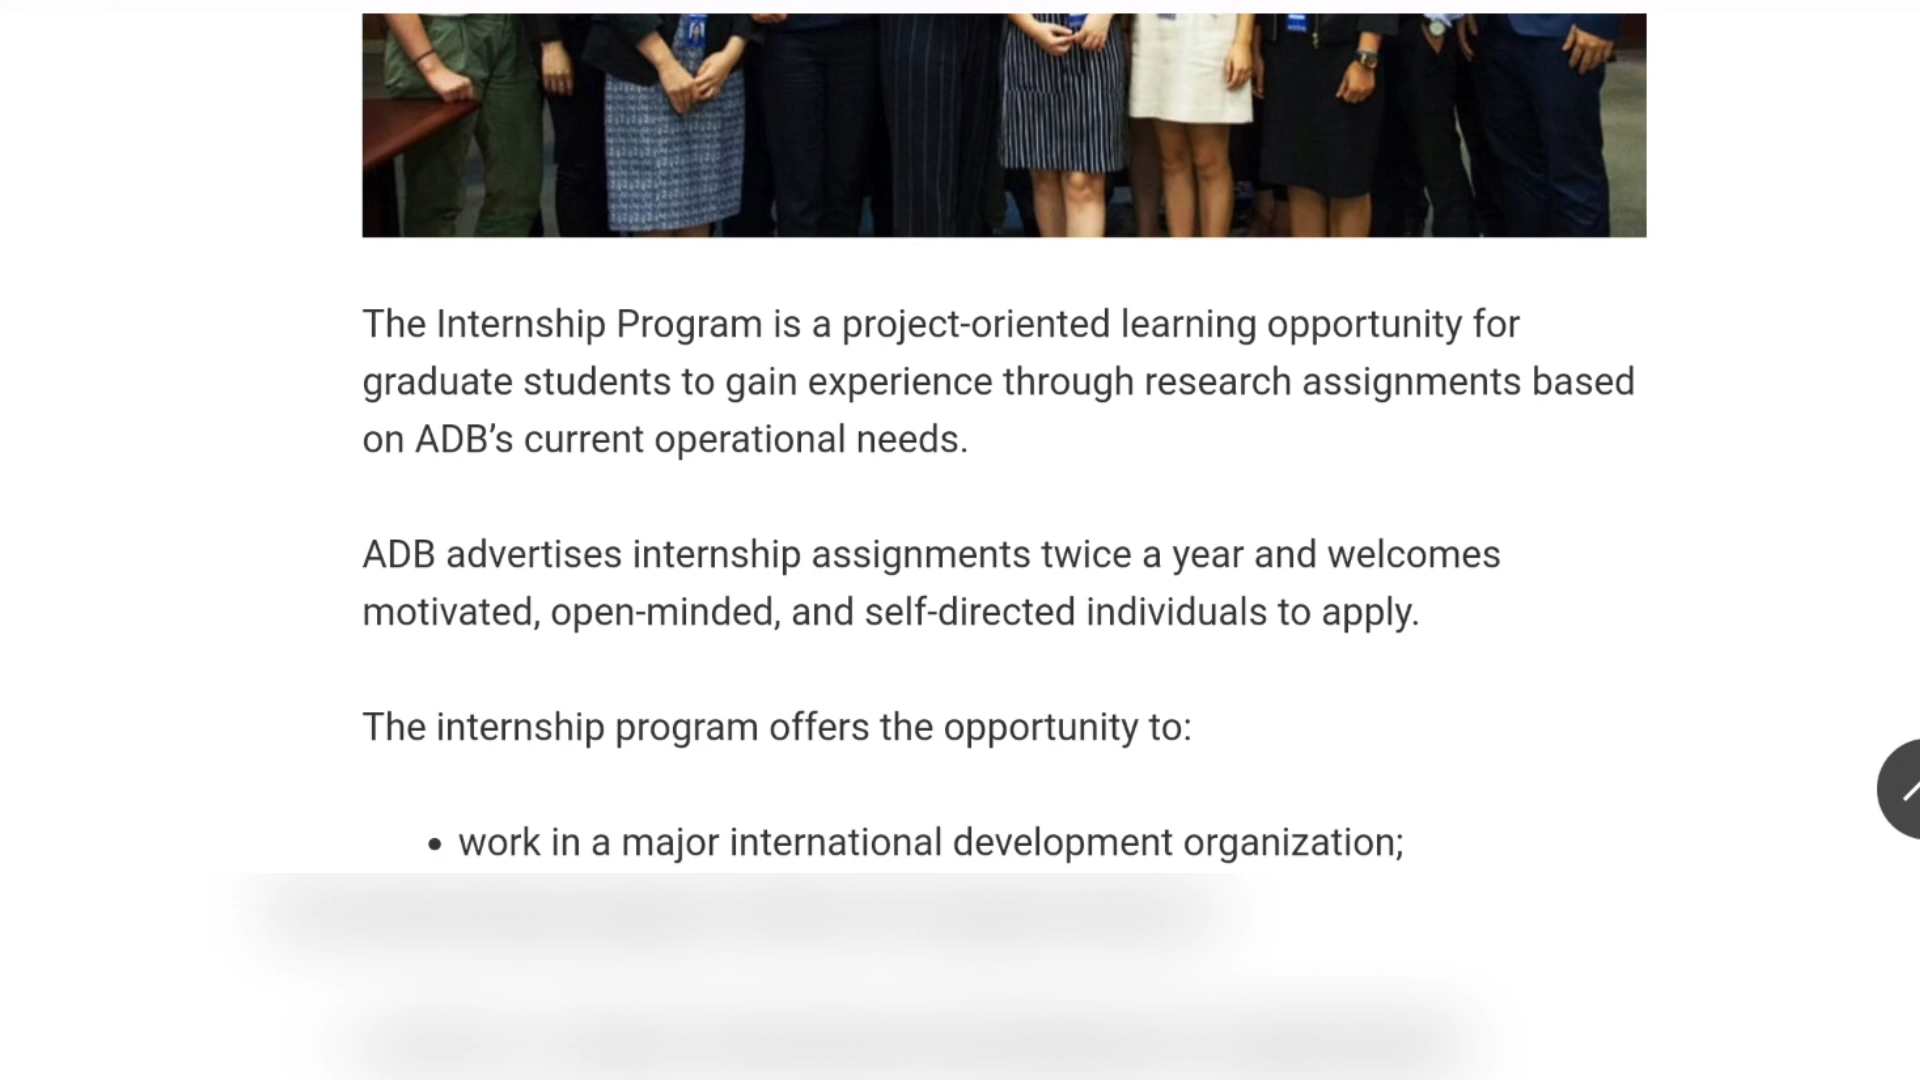 The Internship Program is a project-oriented learning opportunity for
graduate students to gain experience through research assignments based
on ADB’s current operational needs.
ADB advertises internship assignments twice a year and welcomes
motivated, open-minded, and self-directed individuals to apply.
The internship program offers the opportunity to:
• work in a major international development organization;